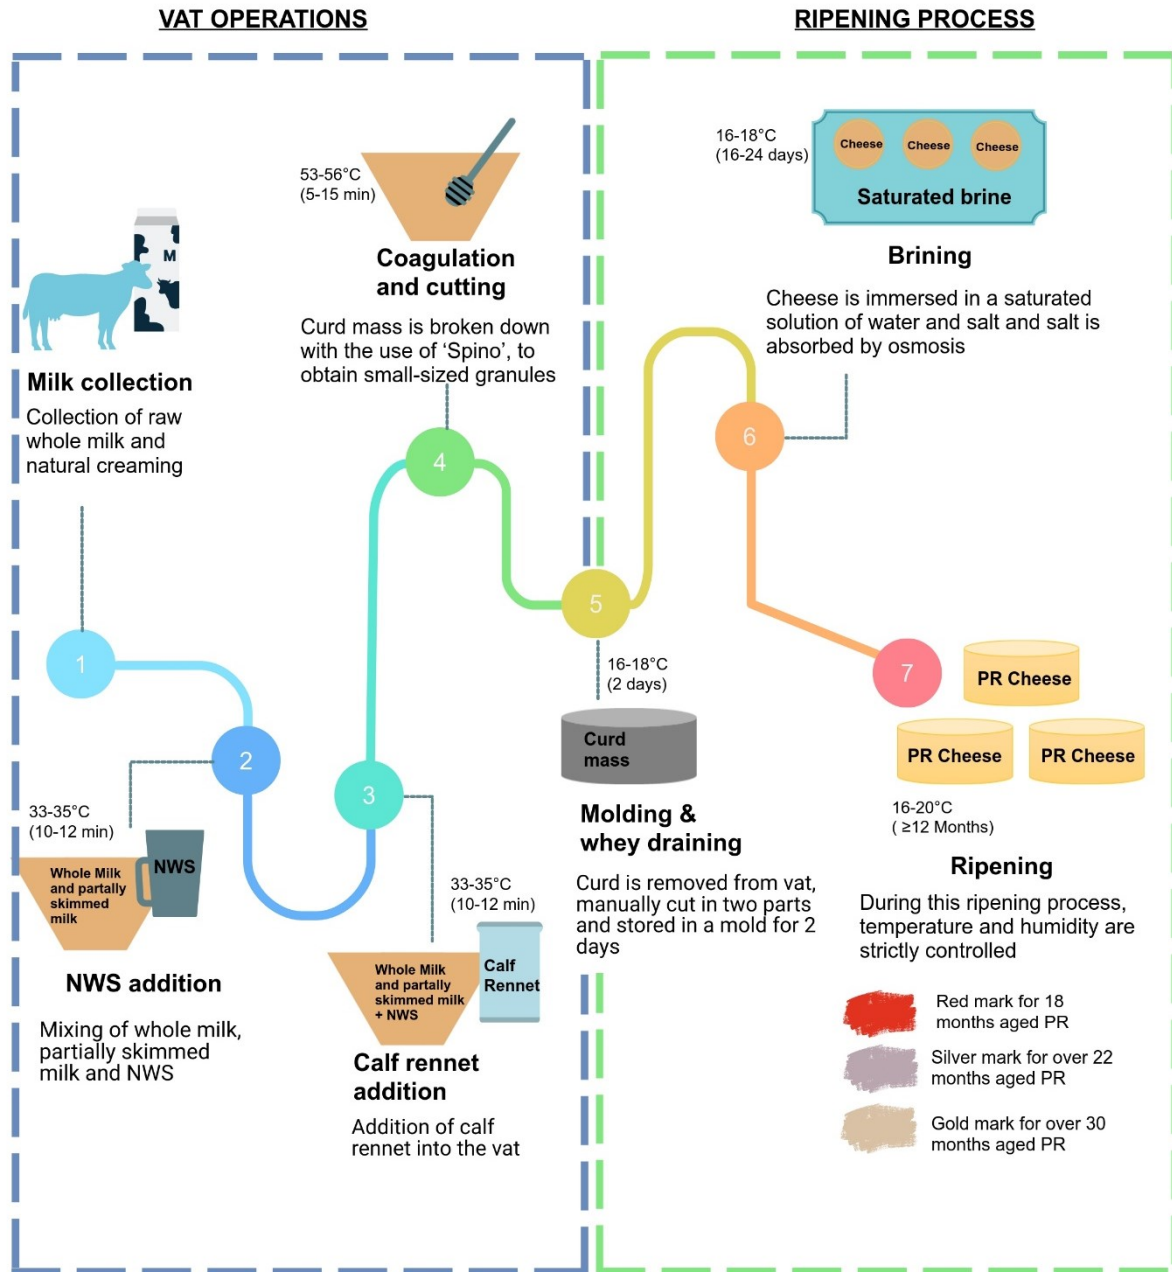 VAT OPERATIONS
RIPENING PROCESS
M
Milk collection
Collection of raw
whole milk and
natural creaming
1
2
33-35°C
(10-12 min)
Whole Milk
and partially
skimmed
milk
NWS
NWS addition
Mixing of whole milk,
partially skimmed
milk and NWS
3
33-35°C
(10-12 min)
Whole Milk
and partially
skimmed milk
+ NWS
Calf
Rennet
Calf rennet
addition
Addition of calf
rennet into the vat
53-56°C
(5-15 min)
Coagulation
and cutting
Curd mass is broken down
with the use of ‘Spino’, to
obtain small-sized granules
4
5
16-18°C
(2 days)
Curd
mass
Molding &
whey draining
Curd is removed from vat,
manually cut in two parts
and stored in a mold for 2
days
16-18°C
(16-24 days)
Cheese
Cheese
Cheese
Saturated brine
Brining
Cheese is immersed in a saturated
solution of water and salt and salt is
absorbed by osmosis
6
7
PR Cheese
PR Cheese
PR Cheese
16-20°C
( ≥12 Months)
Ripening
During this ripening process,
temperature and humidity are
strictly controlled
Red mark for 18
months aged PR
Silver mark for over 22
months aged PR
Gold mark for over 30
months aged PR